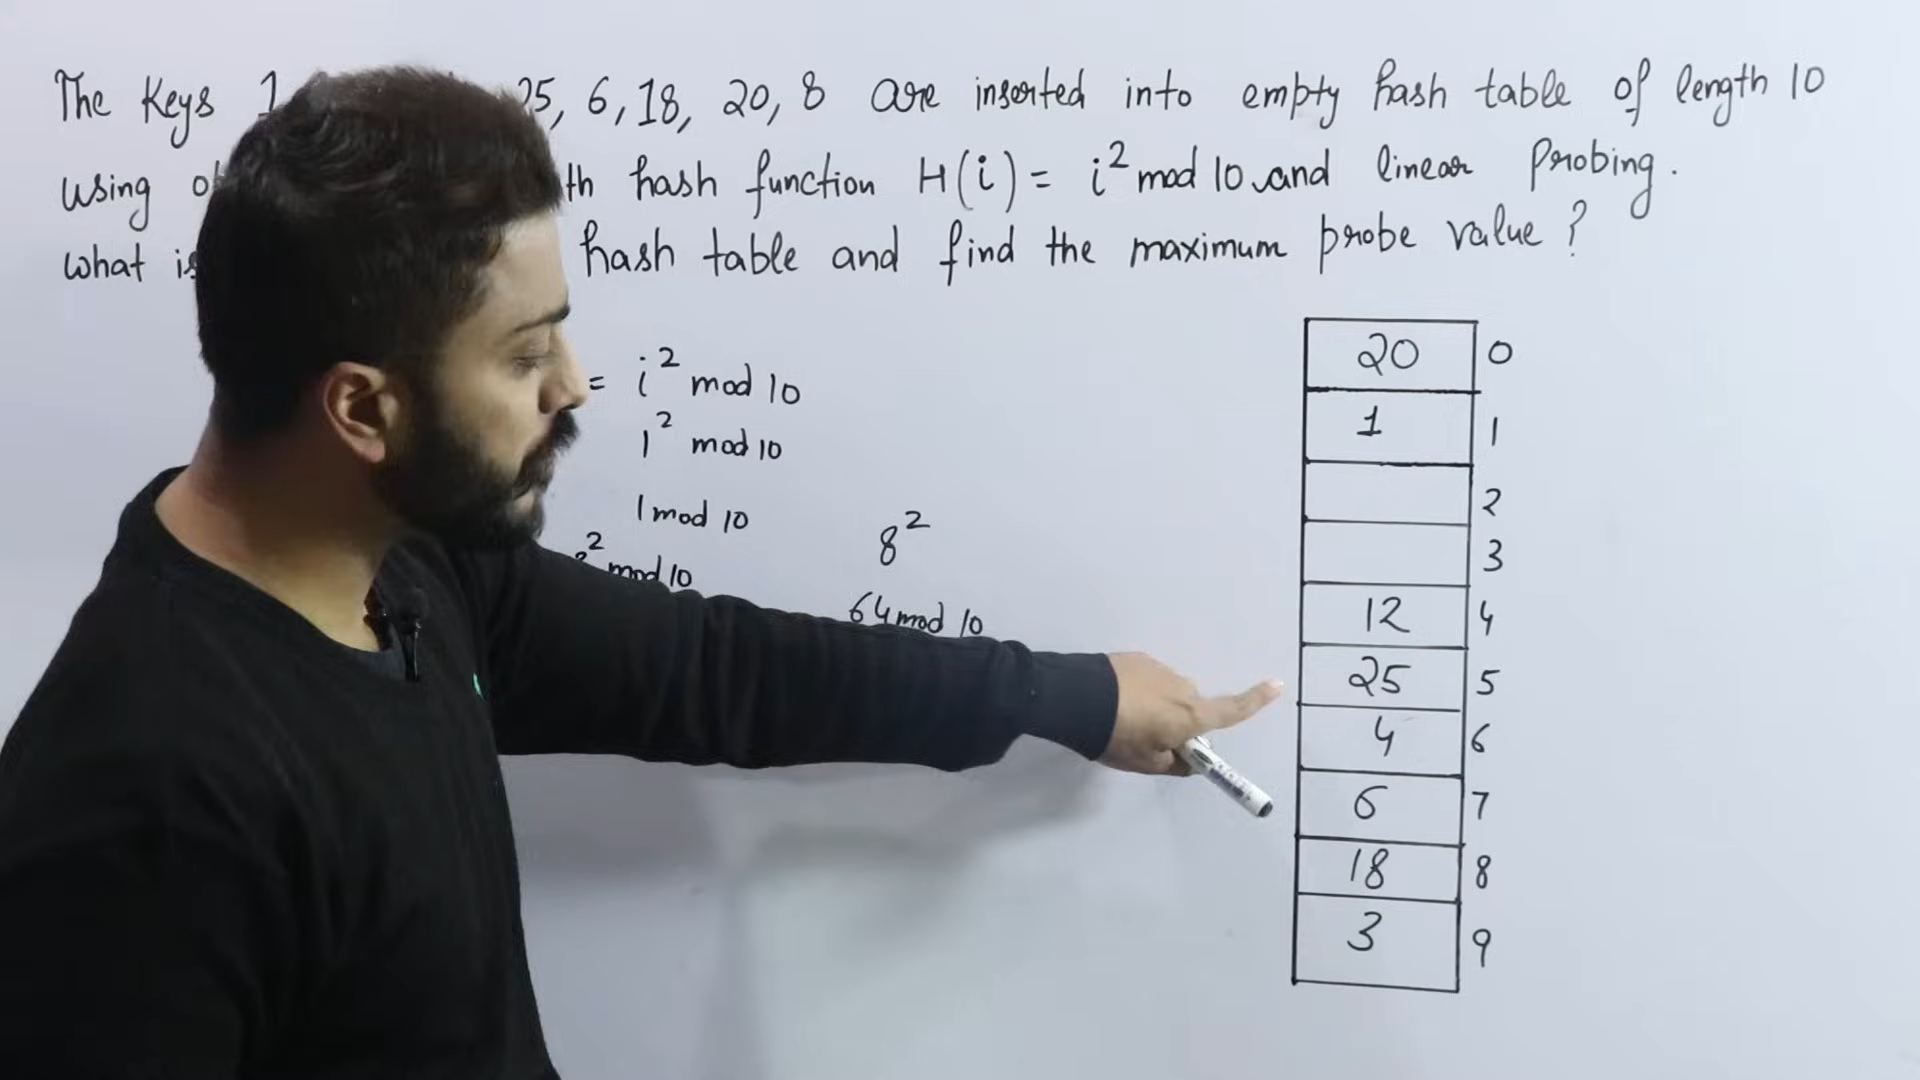 The Keys 1 25, 6, 18, 20, 8 are inserted into empty hash table of length 10
using th hash function H(i) = i² mod 10 and linear Probing.
what is hash table and find the maximum probe value ?
= i² mod 10
1² mod 10
1 mod 10
² mod 10
8²
64 mod 10
20 0
1 1
2
3
12 4
25 5
4 6
6 7
18 8
3 9